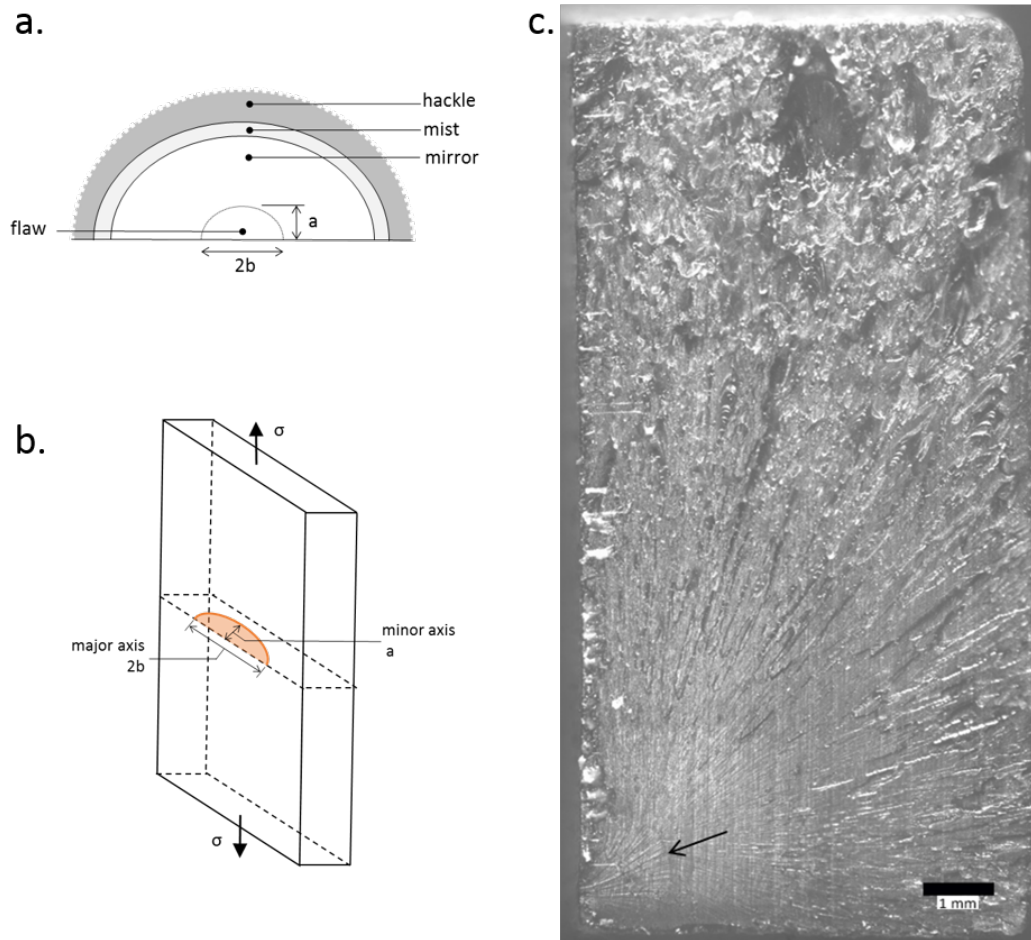 a.
hackle
mist
mirror
flaw
a
2b
b.
σ
major axis
2b
minor axis
a
σ
c.
1 mm